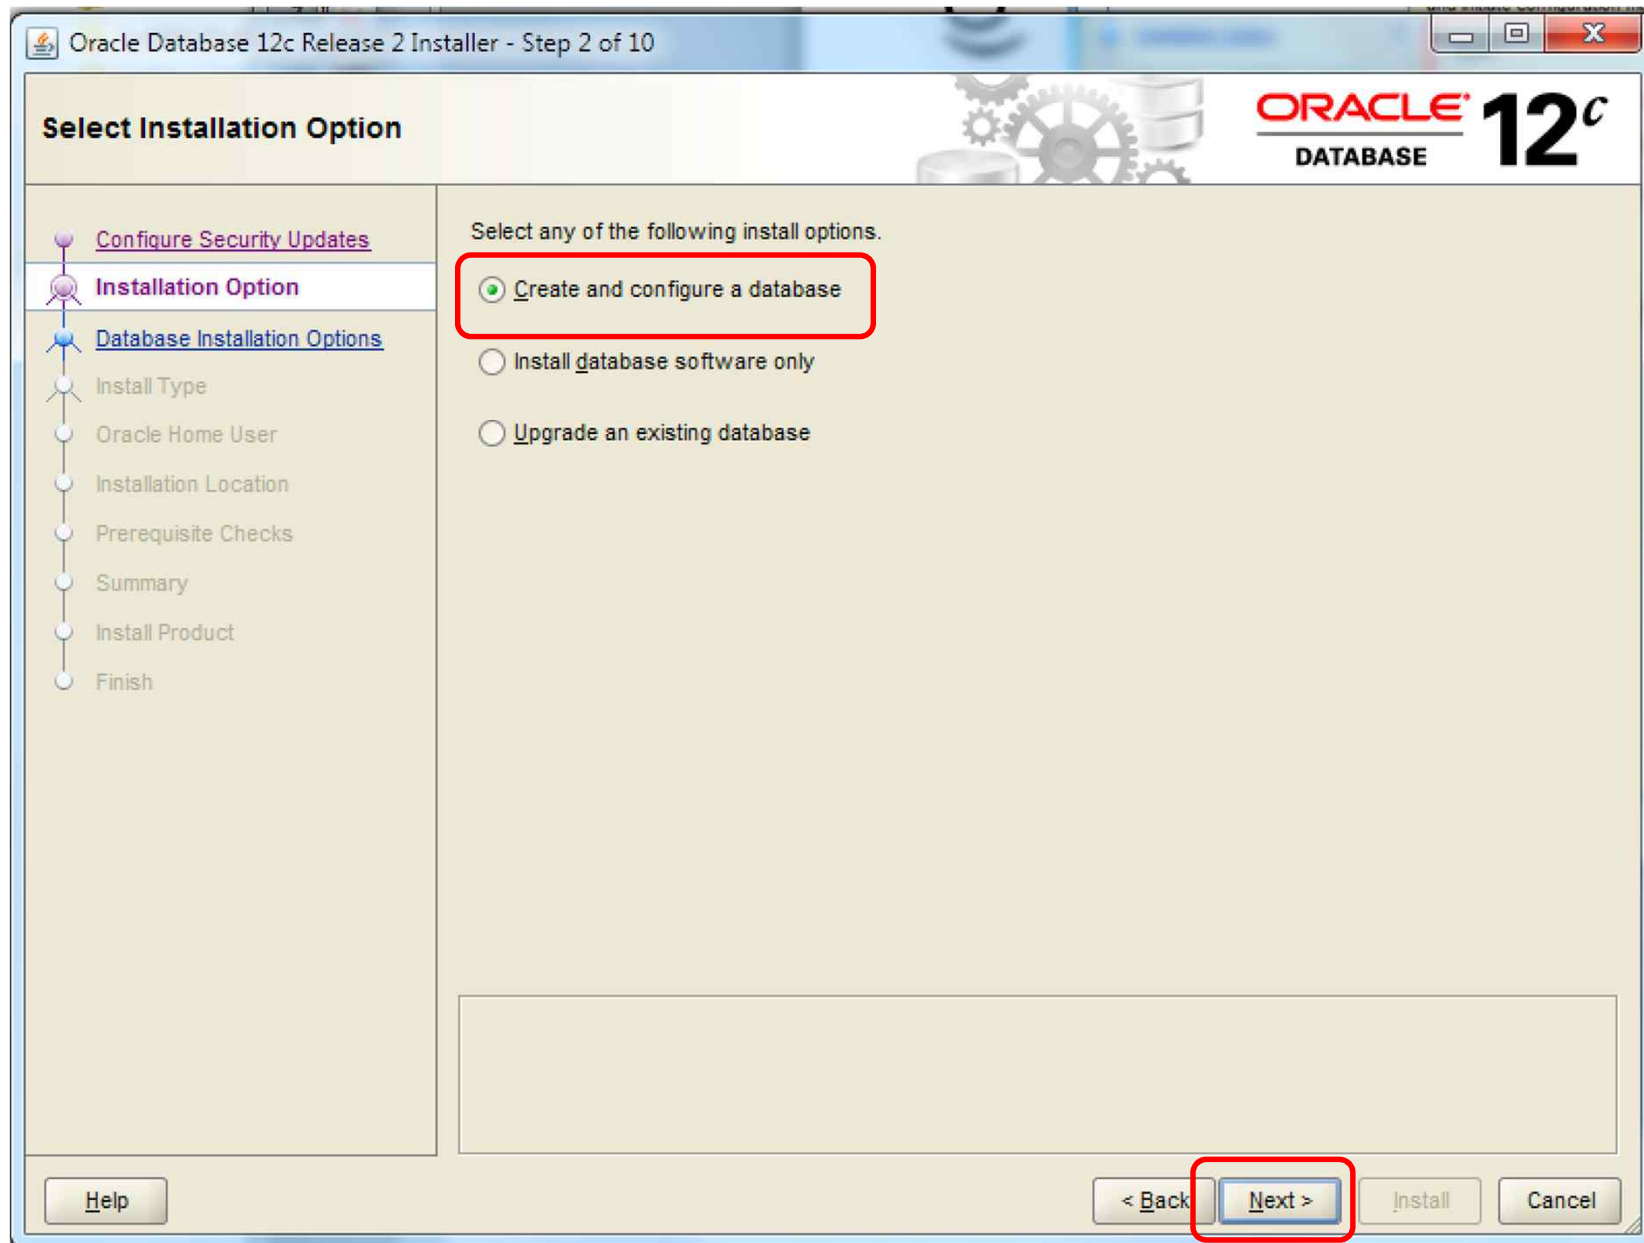 and initiate configuration
Oracle Database 12c Release 2 Installer - Step 2 of 10
X
Select Installation Option
ORACLE 12c
DATABASE
Configure Security Updates
Installation Option
Database Installation Options
Install Type
Oracle Home User
Installation Location
Prerequisite Checks
Summary
Install Product
Finish
Select any of the following install options.
Create and configure a database
Install database software only
Upgrade an existing database
Help
< Back
Next >
Install
Cancel